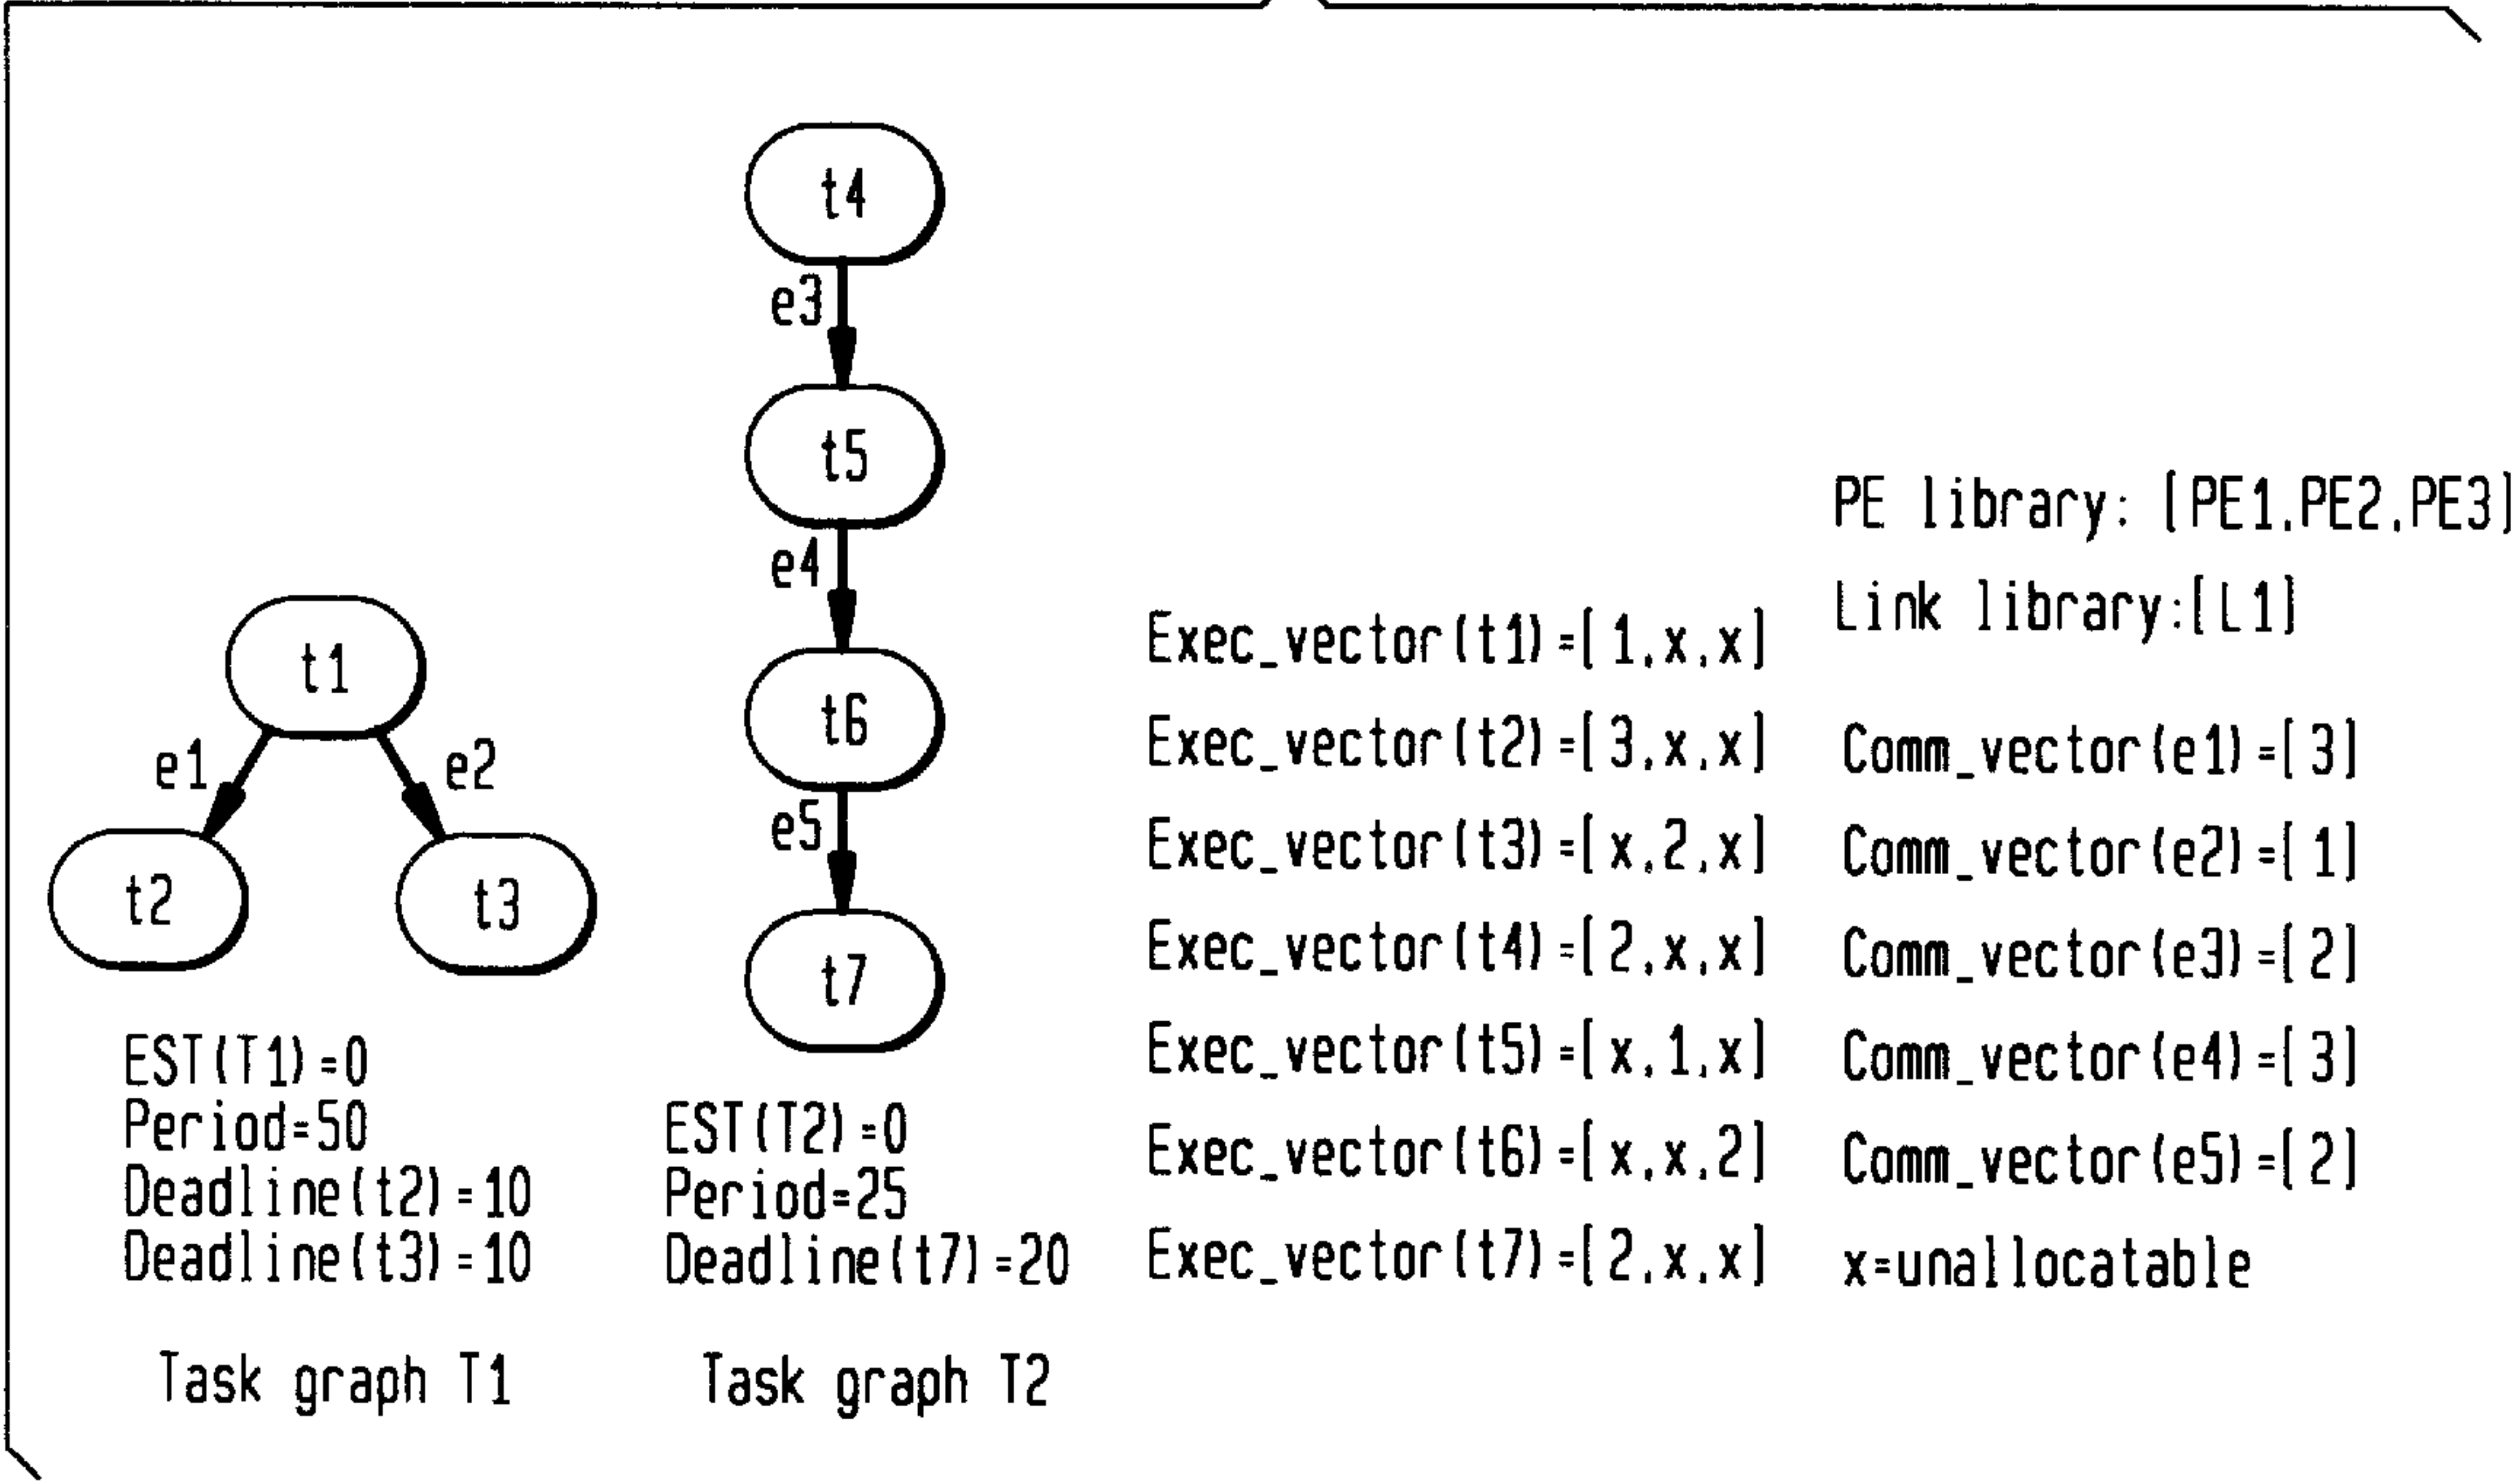 t4
e3
t5
e4
t6
e5
t7
t1
e1
e2
t2
t3
EST(T1)=0
Period=50
Deadline(t2)=10
Deadline(t3)=10
Task graph T1
EST(T2)=0
Period=25
Deadline(t7)=20
Task graph T2
Exec_vector(t1)=[1,x,x]
Exec_vector(t2)=[3,x,x]
Exec_vector(t3)=[x,2,x]
Exec_vector(t4)=[2,x,x]
Exec_vector(t5)=[x,1,x]
Exec_vector(t6)=[x,x,2]
Exec_vector(t7)=[2,x,x]
PE library: [PE1,PE2,PE3]
Link library:[L1]
Comm_vector(e1)=[3]
Comm_vector(e2)=[1]
Comm_vector(e3)=[2]
Comm_vector(e4)=[3]
Comm_vector(e5)=[2]
x=unallocatable